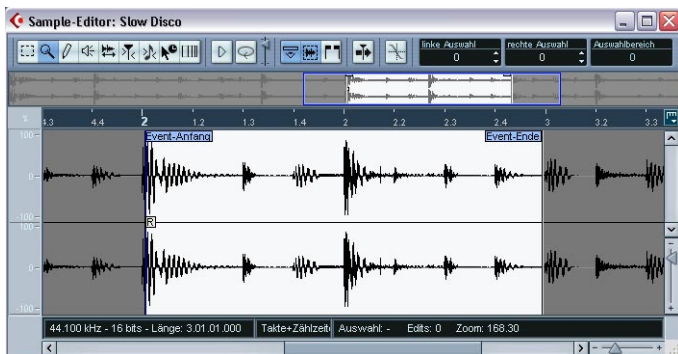 Sample-Editor: Slow Disco
linke Auswahl rechte Auswahl Auswahlbereich
0 0 0
% 4.3 4.4 2 1.2 1.3 1.4 2 2.2 2.3 2.4 3 3.2 3.3
100 Event-Anfang Event-Ende
0
-100
R
100
0
-100
44.100 kHz - 16 bits - Länge: 3.01.01.000 Takte+Zählzeit Auswahl: - Edits: 0 Zoom: 168.30